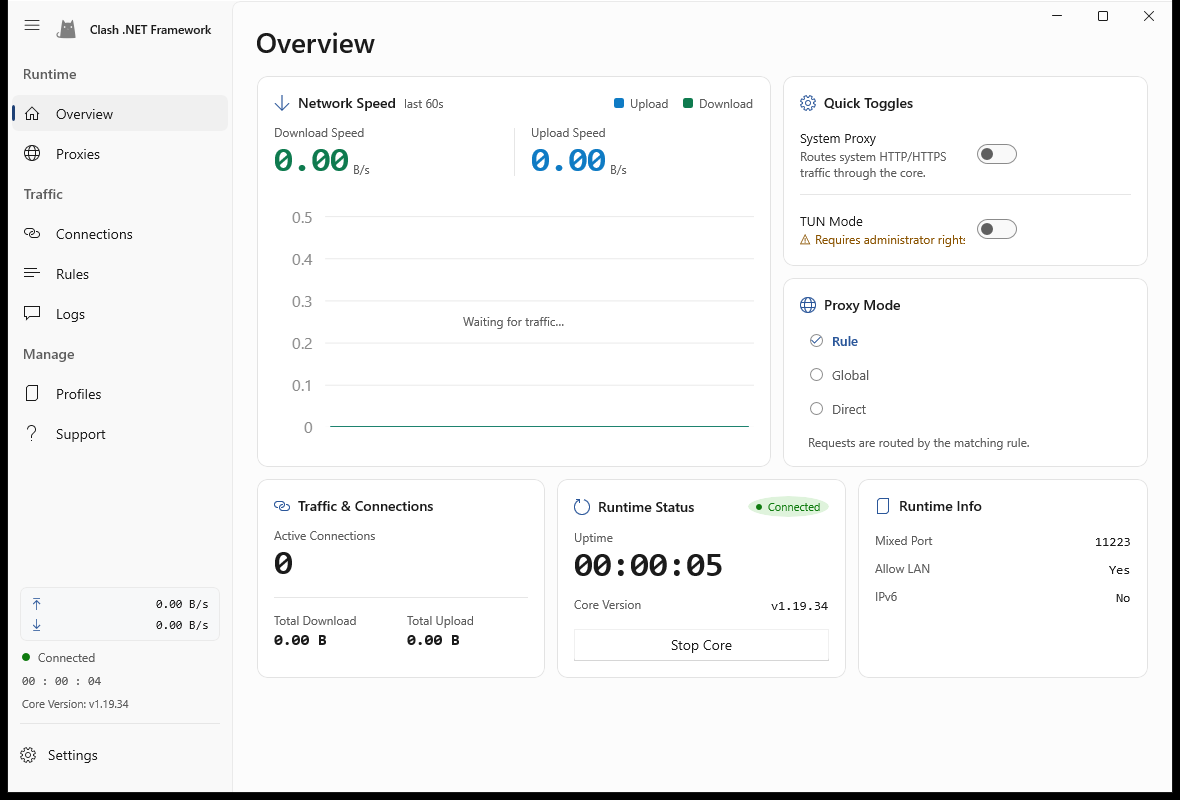 Clash .NET Framework
Runtime
Overview
Proxies
Traffic
Connections
Rules
Logs
Manage
Profiles
Support
0.00 B/s
0.00 B/s
Connected
00 : 00 : 04
Core Version: v1.19.34
Settings
Overview
Network Speed last 60s
Upload Download
Download Speed
0.00 B/s
Upload Speed
0.00 B/s
0.5
0.4
0.3
0.2
0.1
0
Waiting for traffic...
Quick Toggles
System Proxy
Routes system HTTP/HTTPS
traffic through the core.
TUN Mode
Requires administrator rights
Proxy Mode
Rule
Global
Direct
Requests are routed by the matching rule.
Traffic & Connections
Active Connections
0
Total Download
0.00 B
Total Upload
0.00 B
Runtime Status
Connected
Uptime
00:00:05
Core Version v1.19.34
Stop Core
Runtime Info
Mixed Port 11223
Allow LAN Yes
IPv6 No